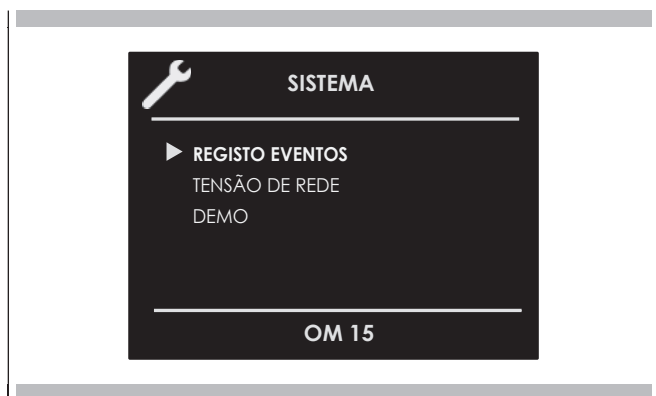 SISTEMA
REGISTO EVENTOS
TENSÃO DE REDE
DEMO
OM 15